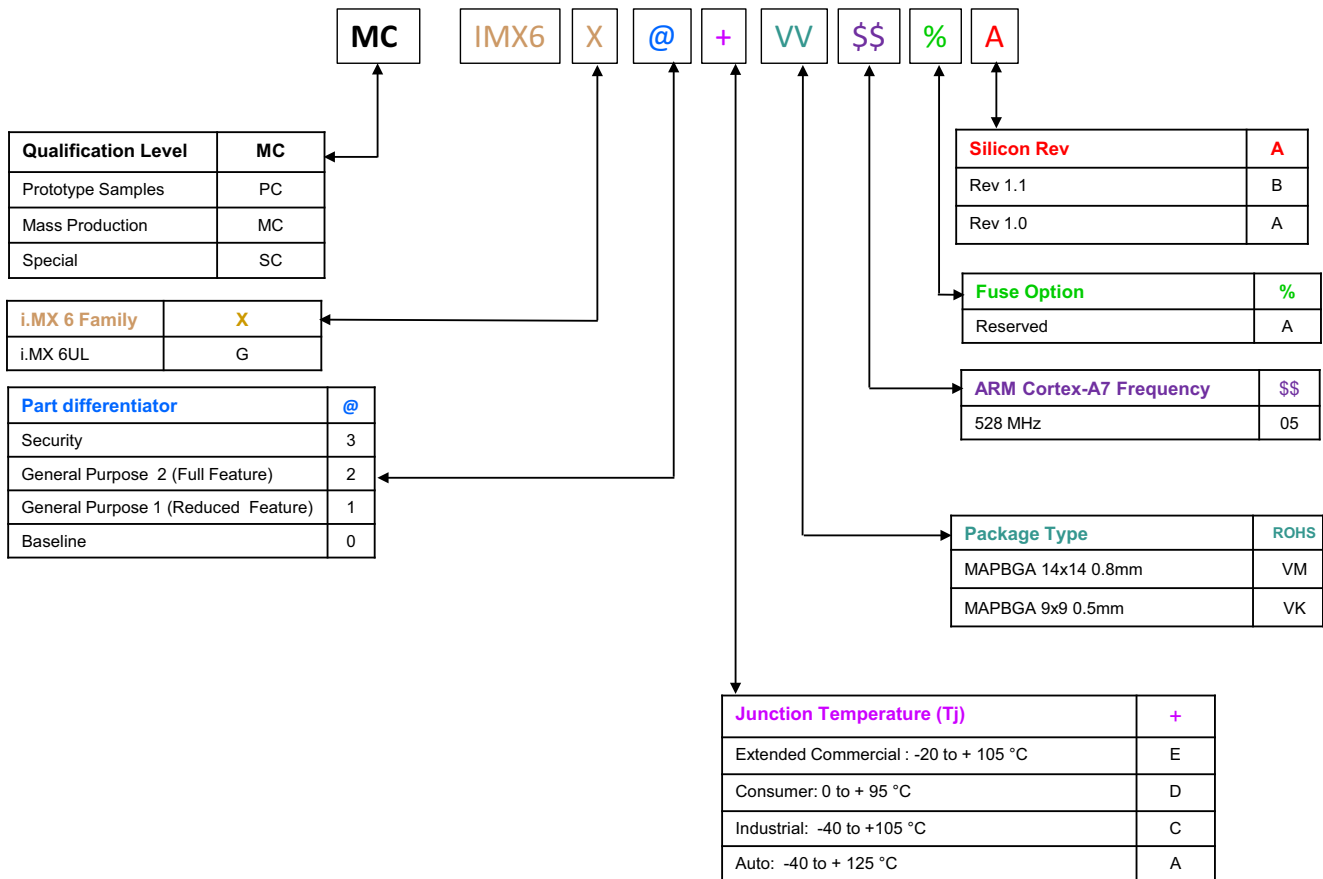 MC IMX6 X @ + VV $$ % A
Qualification Level MC
Prototype Samples PC
Mass Production MC
Special SC
i.MX 6 Family X
i.MX 6UL G
Part differentiator @
Security 3
General Purpose 2 (Full Feature) 2
General Purpose 1 (Reduced Feature) 1
Baseline 0
Silicon Rev A
Rev 1.1 B
Rev 1.0 A
Fuse Option %
Reserved A
ARM Cortex-A7 Frequency $$
528 MHz 05
Package Type ROHS
MAPBGA 14x14 0.8mm VM
MAPBGA 9x9 0.5mm VK
Junction Temperature (Tj) +
Extended Commercial : -20 to + 105 °C E
Consumer: 0 to + 95 °C D
Industrial: -40 to +105 °C C
Auto: -40 to + 125 °C A